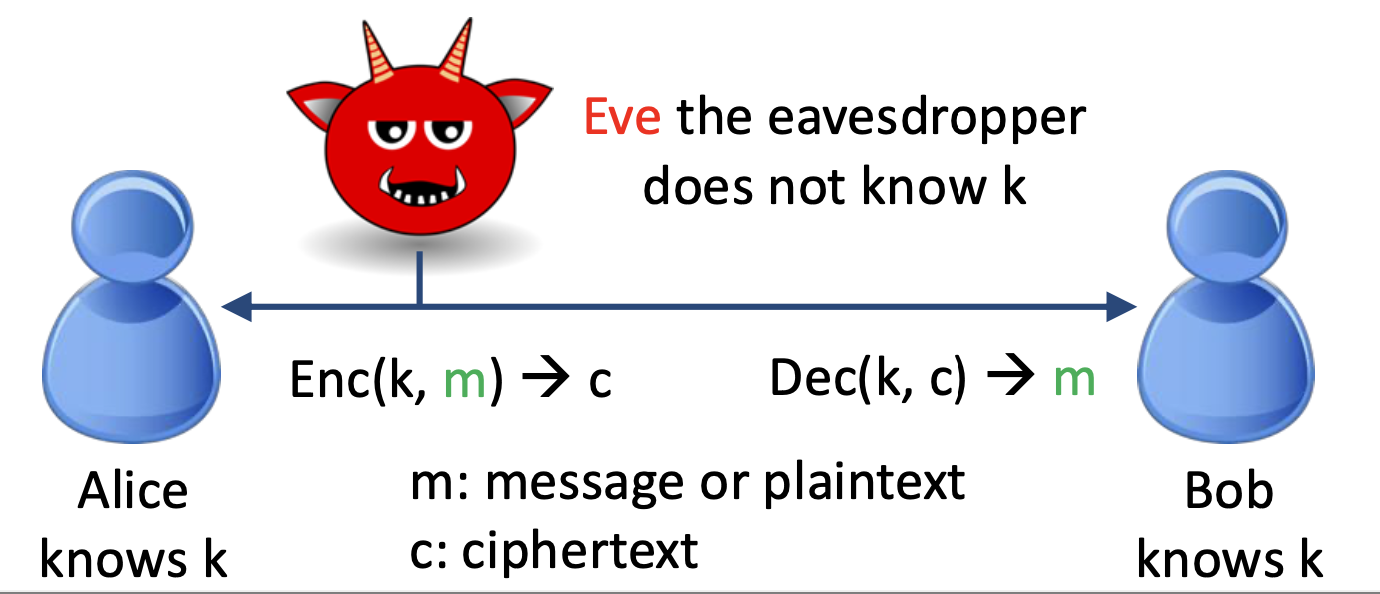 Eve the eavesdropper
does not know k
Enc(k, m) → c
Dec(k, c) → m
Alice
knows k
m: message or plaintext
c: ciphertext
Bob
knows k